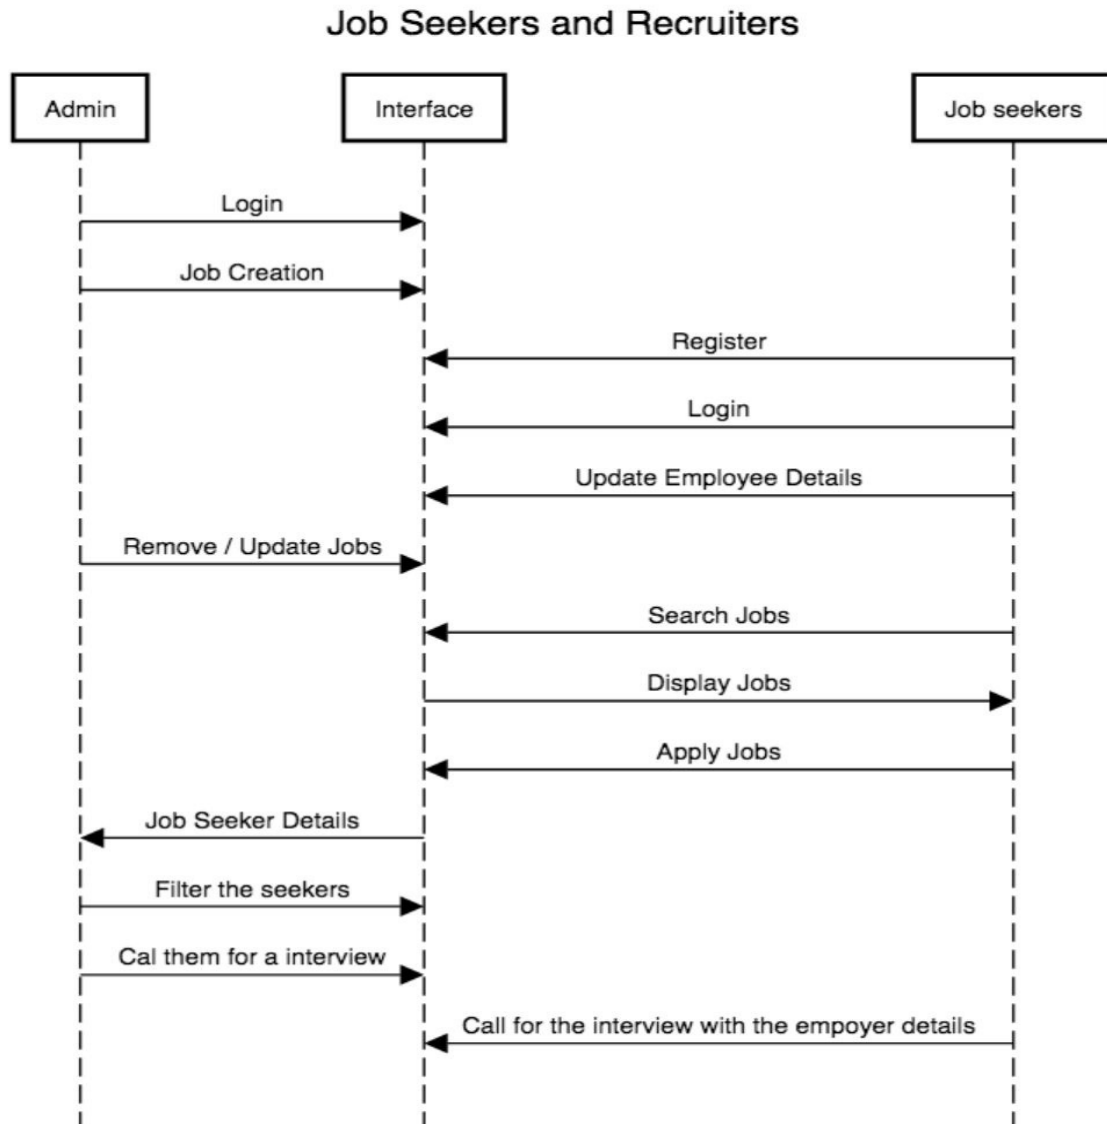 Job Seekers and Recruiters
Admin
Interface
Job seekers
Login
Job Creation
Register
Login
Update Employee Details
Remove / Update Jobs
Search Jobs
Display Jobs
Apply Jobs
Job Seeker Details
Filter the seekers
Cal them for a interview
Call for the interview with the empoyer details